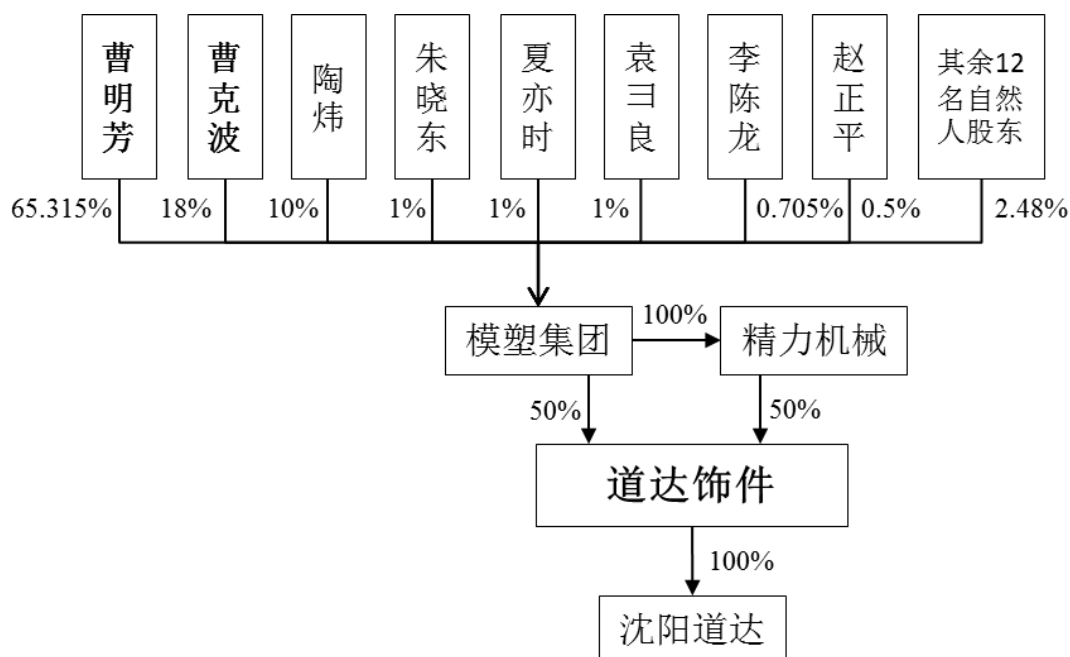 曹明芳
曹克波
陶炜
朱晓东
夏亦时
袁彐良
李陈龙
赵正平
其余12
名自然
人股东
65.315%
18%
10%
1%
1%
1%
0.705%
0.5%
2.48%
模塑集团
100%
精力机械
50%
50%
道达饰件
100%
沈阳道达